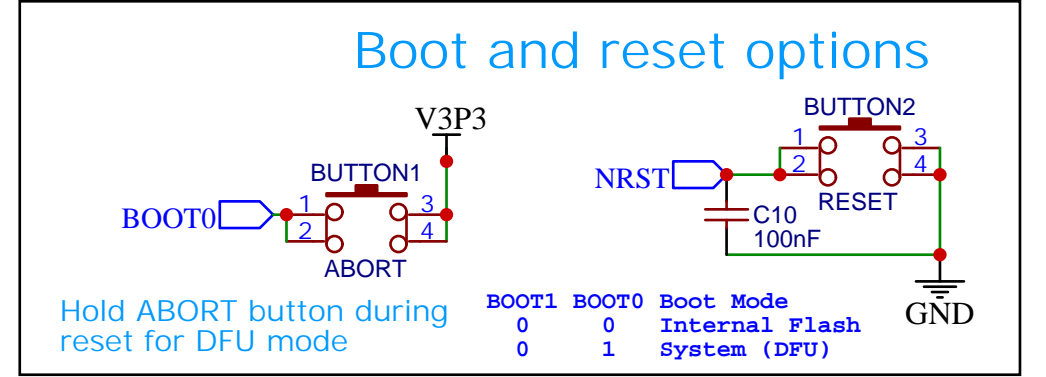 Boot and reset options
V3P3
BUTTON1
BOOT0
1
2
3
4
ABORT
BUTTON2
NRST
1
2
3
4
RESET
C10
100nF
GND
Hold ABORT button during
reset for DFU mode
BOOT1 BOOT0 Boot Mode
0 0 Internal Flash
0 1 System (DFU)